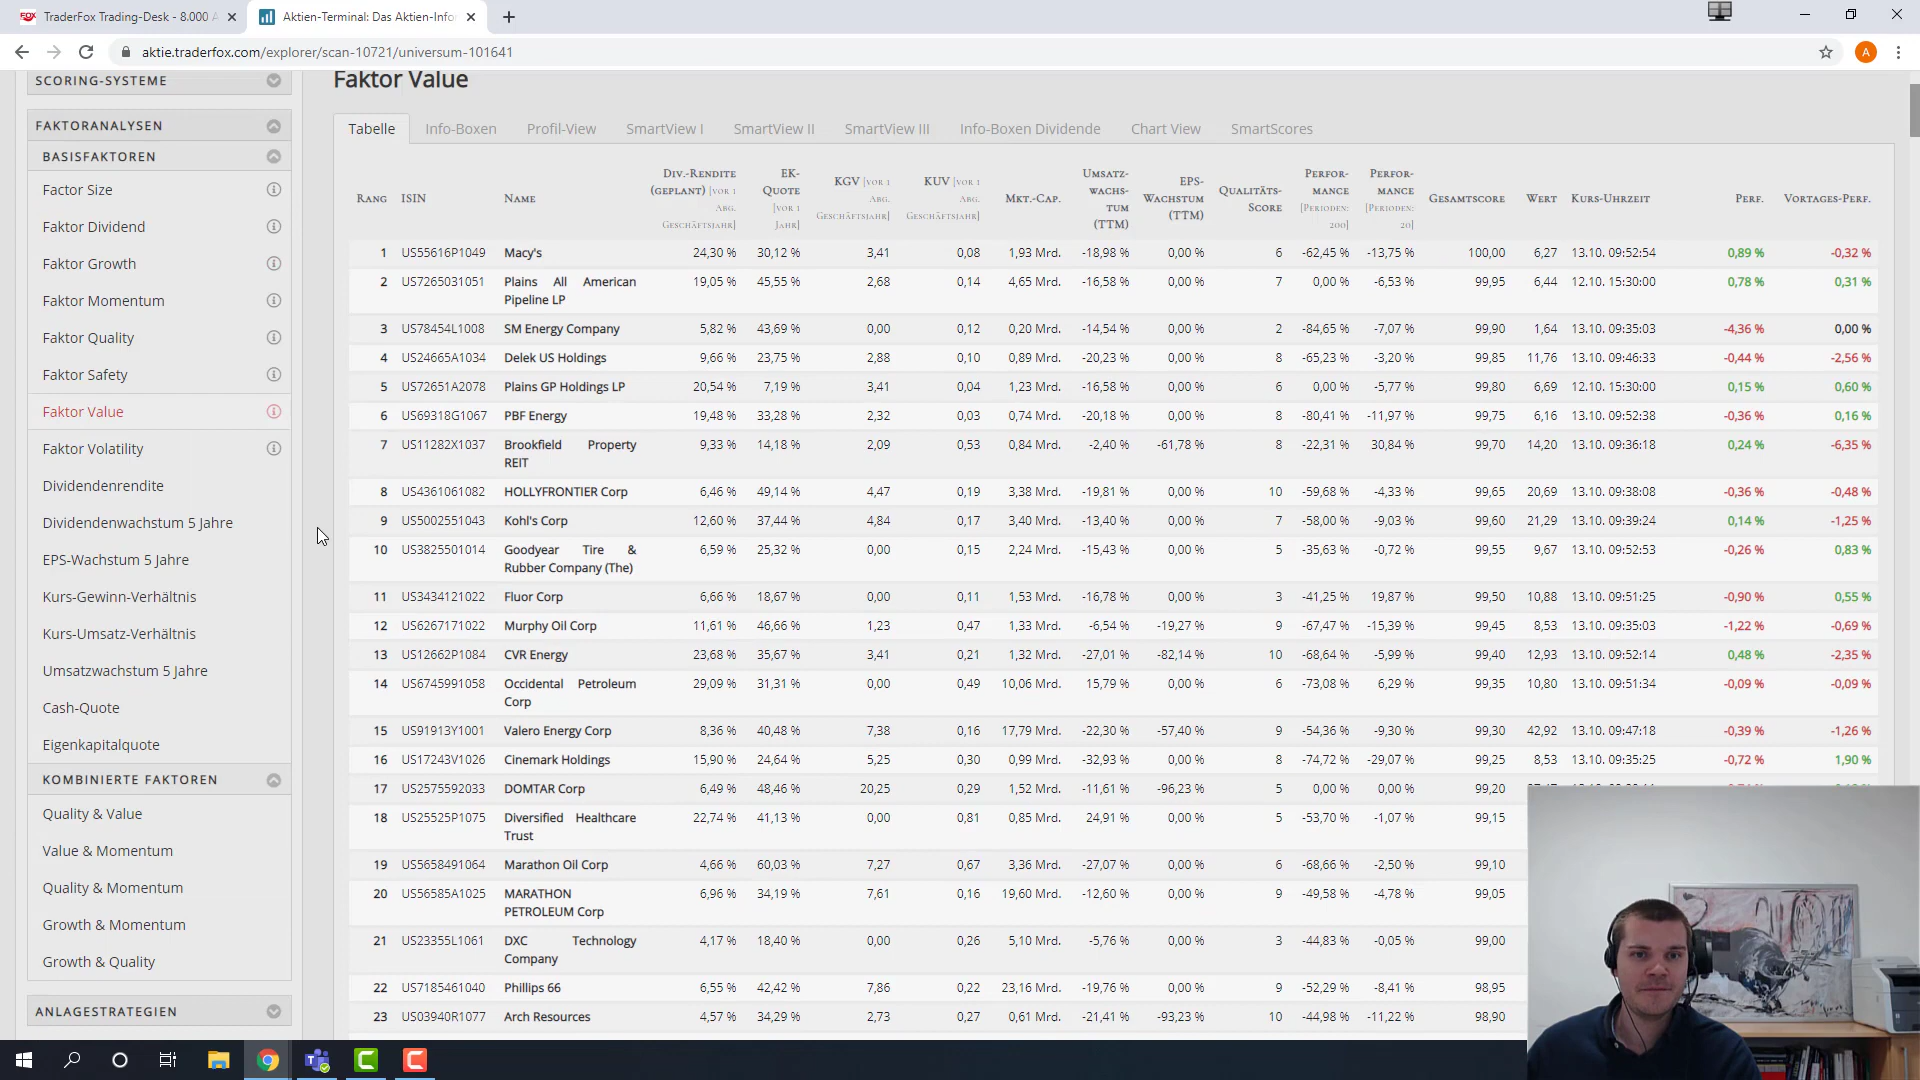 TraderFox Trading-Desk - 8.000 A
Aktien-Terminal: Das Aktien-Info
aktie.traderfox.com/explorer/scan-10721/universum-101641
A
SCORING-SYSTEME
FAKTORANALYSEN
BASISFAKTOREN
Factor Size
Faktor Dividend
Faktor Growth
Faktor Momentum
Faktor Quality
Faktor Safety
Faktor Value
Faktor Volatility
Dividendenrendite
Dividendenwachstum 5 Jahre
EPS-Wachstum 5 Jahre
Kurs-Gewinn-Verhältnis
Kurs-Umsatz-Verhältnis
Umsatzwachstum 5 Jahre
Cash-Quote
Eigenkapitalquote
KOMBINIERTE FAKTOREN
Quality & Value
Value & Momentum
Quality & Momentum
Growth & Momentum
Growth & Quality
ANLAGESTRATEGIEN
Faktor Value
Tabelle Info-Boxen Profil-View SmartView I SmartView II SmartView III Info-Boxen Dividende Chart View SmartScores
RANG ISIN NAME DIV.-RENDITE (GEPLANT) [VOR 1 ABG. GESCHÄFTSJAHR] EK-QUOTE [VOR 1 JAHR] KGV [VOR 1 ABG. GESCHÄFTSJAHR] KUV [VOR 1 ABG. GESCHÄFTSJAHR] MKT.-CAP. UMSATZ-WACHS-TUM (TTM) EPS-WACHSTUM (TTM) QUALITÄTS-SCORE PERFOR-MANCE [PERIODEN: 200] PERFOR-MANCE [PERIODEN: 20] GESAMTSCORE WERT KURS-UHRZEIT PERF. VORTAGES-PERF.
1 US55616P1049 Macy's 24,30 % 30,12 % 3,41 0,08 1,93 Mrd. -18,98 % 0,00 % 6 -62,45 % -13,75 % 100,00 6,27 13.10. 09:52:54 0,89 % -0,32 %
2 US7265031051 Plains All American Pipeline LP 19,05 % 45,55 % 2,68 0,14 4,65 Mrd. -16,58 % 0,00 % 7 0,00 % -6,53 % 99,95 6,44 12.10. 15:30:00 0,78 % 0,31 %
3 US78454L1008 SM Energy Company 5,82 % 43,69 % 0,00 0,12 0,20 Mrd. -14,54 % 0,00 % 2 -84,65 % -7,07 % 99,90 1,64 13.10. 09:35:03 -4,36 % 0,00 %
4 US24665A1034 Delek US Holdings 9,66 % 23,75 % 2,88 0,10 0,89 Mrd. -20,23 % 0,00 % 8 -65,23 % -3,20 % 99,85 11,76 13.10. 09:46:33 -0,44 % -2,56 %
5 US72651A2078 Plains GP Holdings LP 20,54 % 7,19 % 3,41 0,04 1,23 Mrd. -16,58 % 0,00 % 6 0,00 % -5,77 % 99,80 6,69 12.10. 15:30:00 0,15 % 0,60 %
6 US69318G1067 PBF Energy 19,48 % 33,28 % 2,32 0,03 0,74 Mrd. -20,18 % 0,00 % 8 -80,41 % -11,97 % 99,75 6,16 13.10. 09:52:38 -0,36 % 0,16 %
7 US11282X1037 Brookfield Property REIT 9,33 % 14,18 % 2,09 0,53 0,84 Mrd. -2,40 % -61,78 % 8 -22,31 % 30,84 % 99,70 14,20 13.10. 09:36:18 0,24 % -6,35 %
8 US4361061082 HOLLYFRONTIER Corp 6,46 % 49,14 % 4,47 0,19 3,38 Mrd. -19,81 % 0,00 % 10 -59,68 % -4,33 % 99,65 20,69 13.10. 09:38:08 -0,36 % -0,48 %
9 US5002551043 Kohl's Corp 12,60 % 37,44 % 4,84 0,17 3,40 Mrd. -13,40 % 0,00 % 7 -58,00 % -9,03 % 99,60 21,29 13.10. 09:39:24 0,14 % -1,25 %
10 US3825501014 Goodyear Tire & Rubber Company (The) 6,59 % 25,32 % 0,00 0,15 2,24 Mrd. -15,43 % 0,00 % 5 -35,63 % -0,72 % 99,55 9,67 13.10. 09:52:53 -0,26 % 0,83 %
11 US3434121022 Fluor Corp 6,66 % 18,67 % 0,00 0,11 1,53 Mrd. -16,78 % 0,00 % 3 -41,25 % 19,87 % 99,50 10,88 13.10. 09:51:25 -0,90 % 0,55 %
12 US6267171022 Murphy Oil Corp 11,61 % 46,66 % 1,23 0,47 1,33 Mrd. -6,54 % -19,27 % 9 -67,47 % -15,39 % 99,45 8,53 13.10. 09:35:03 -1,22 % -0,69 %
13 US12662P1084 CVR Energy 23,68 % 35,67 % 3,41 0,21 1,32 Mrd. -27,01 % -82,14 % 10 -68,64 % -5,99 % 99,40 12,93 13.10. 09:52:14 0,48 % -2,35 %
14 US6745991058 Occidental Petroleum Corp 29,09 % 31,31 % 0,00 0,49 10,06 Mrd. 15,79 % 0,00 % 6 -73,08 % 6,29 % 99,35 10,80 13.10. 09:51:34 -0,09 % -0,09 %
15 US91913Y1001 Valero Energy Corp 8,36 % 40,48 % 7,38 0,16 17,79 Mrd. -22,30 % -57,40 % 9 -54,36 % -9,30 % 99,30 42,92 13.10. 09:47:18 -0,39 % -1,26 %
16 US17243V1026 Cinemark Holdings 15,90 % 24,64 % 5,25 0,30 0,99 Mrd. -32,93 % 0,00 % 8 -74,72 % -29,07 % 99,25 8,53 13.10. 09:35:25 -0,72 % 1,90 %
17 US2575592033 DOMTAR Corp 6,49 % 48,46 % 20,25 0,29 1,52 Mrd. -11,61 % -96,23 % 5 0,00 % 0,00 % 99,20
18 US25525P1075 Diversified Healthcare Trust 22,74 % 41,13 % 0,00 0,81 0,85 Mrd. 24,91 % 0,00 % 5 -53,70 % -1,07 % 99,15
19 US5658491064 Marathon Oil Corp 4,66 % 60,03 % 7,27 0,67 3,36 Mrd. -27,07 % 0,00 % 6 -68,66 % -2,50 % 99,10
20 US56585A1025 MARATHON PETROLEUM Corp 6,96 % 34,19 % 7,61 0,16 19,60 Mrd. -12,60 % 0,00 % 9 -49,58 % -4,78 % 99,05
21 US23355L1061 DXC Technology Company 4,17 % 18,40 % 0,00 0,26 5,10 Mrd. -5,76 % 0,00 % 3 -44,83 % -0,05 % 99,00
22 US7185461040 Phillips 66 6,55 % 42,42 % 7,86 0,22 23,16 Mrd. -19,76 % 0,00 % 9 -52,29 % -8,41 % 98,95
23 US03940R1077 Arch Resources 4,57 % 34,29 % 2,73 0,27 0,61 Mrd. -21,41 % -93,23 % 10 -44,98 % -11,22 % 98,90